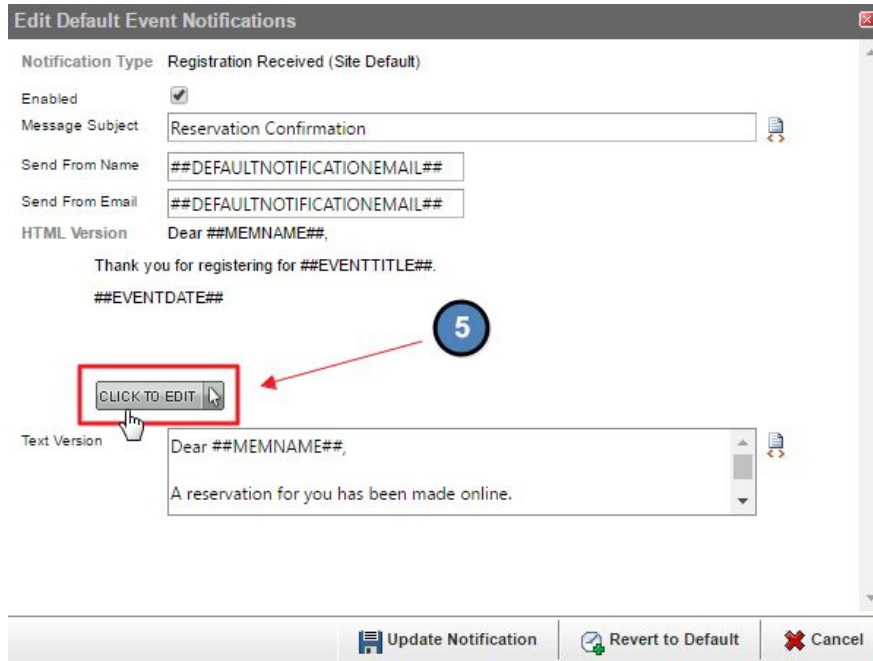 Edit Default Event Notifications
Notification Type Registration Received (Site Default)
Enabled
Message Subject Reservation Confirmation
Send From Name ##DEFAULTNOTIFICATIONEMAIL##
Send From Email ##DEFAULTNOTIFICATIONEMAIL##
HTML Version Dear ##MEMNAME##,
Thank you for registering for ##EVENTTITLE##.
##EVENTDATE##
5
CLICK TO EDIT
Text Version Dear ##MEMNAME##,
A reservation for you has been made online.
Update Notification Revert to Default Cancel